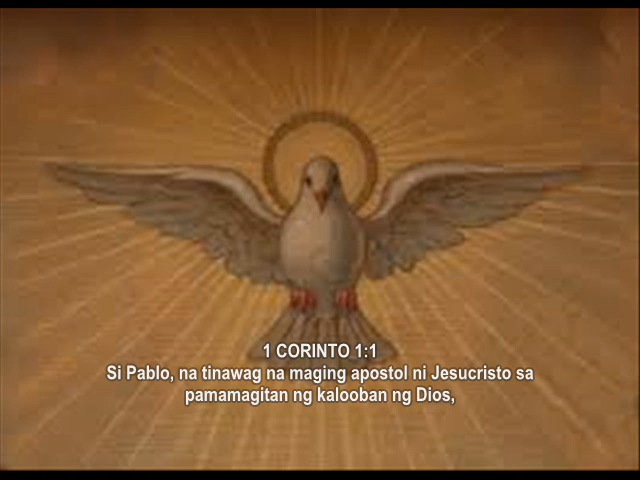 1 CORINTO 1:1
Si Pablo, na tinawag na maging apostol ni Jesucristo sa
pamamagitan ng kalooban ng Dios,